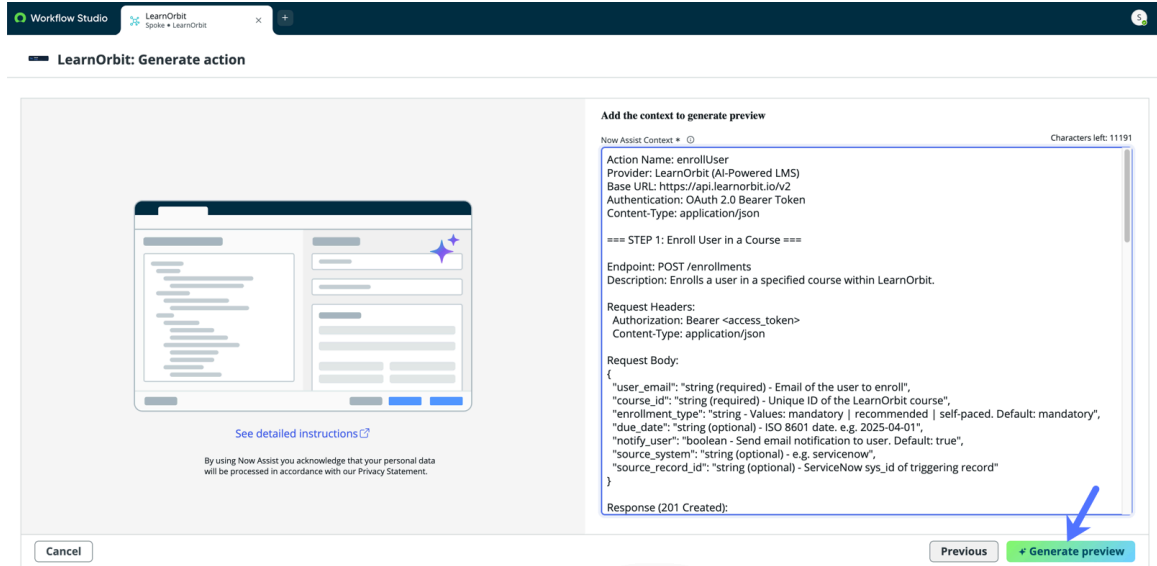 Workflow Studio
LearnOrbit
Spoke • LearnOrbit
S
LearnOrbit: Generate action
Add the context to generate preview
Now Assist Context *
Characters left: 11191
Action Name: enrollUser
Provider: LearnOrbit (AI-Powered LMS)
Base URL: https://api.learnorbit.io/v2
Authentication: OAuth 2.0 Bearer Token
Content-Type: application/json
=== STEP 1: Enroll User in a Course ===
Endpoint: POST /enrollments
Description: Enrolls a user in a specified course within LearnOrbit.
Request Headers:
Authorization: Bearer <access_token>
Content-Type: application/json
Request Body:
{
"user_email": "string (required) - Email of the user to enroll",
"course_id": "string (required) - Unique ID of the LearnOrbit course",
"enrollment_type": "string - Values: mandatory | recommended | self-paced. Default: mandatory",
"due_date": "string (optional) - ISO 8601 date. e.g. 2025-04-01",
"notify_user": "boolean - Send email notification to user. Default: true",
"source_system": "string (optional) - e.g. servicenow",
"source_record_id": "string (optional) - ServiceNow sys_id of triggering record"
}
Response (201 Created):
See detailed instructions
By using Now Assist you acknowledge that your personal data
will be processed in accordance with our Privacy Statement.
Cancel
Previous
Generate preview